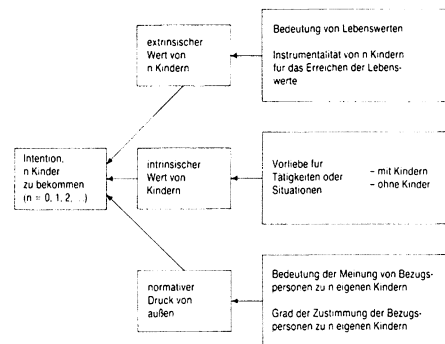 extrinsischer
Wert von
n Kindern
Bedeutung von Lebenswerten
Instrumentalität von n Kindern
fur das Erreichen der Lebens-
werte
Intention,
n Kinder
zu bekommen
(n = 0, 1, 2, ..)
intrinsischer
Wert von
Kindern
Vorliebe fur
Tätigkeiten oder – mit Kindern
Situationen – ohne Kinder
normativer
Druck von
außen
Bedeutung der Meinung von Bezugs-
personen zu n eigenen Kindern
Grad der Zustimmung der Bezugs-
personen zu n eigenen Kindern